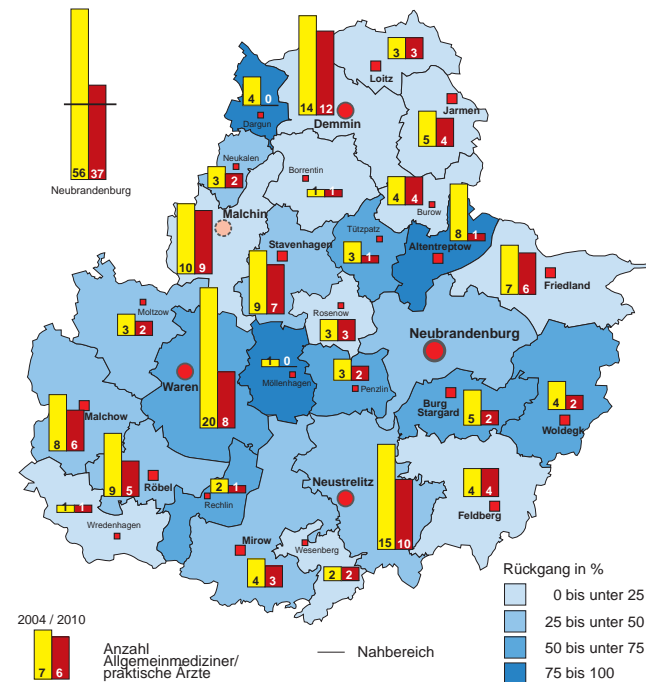 56 37
Neubrandenburg
3 3
Loitz
14 12
Demmin
4 0
Dargun
5 4
Jarmen
Neukalen
3 2
Borrentin
1 1
4 4
Burow
Malchin
10 9
Stavenhagen
9 7
Tützpatz
3 1
8 1
Altentreptow
7 6
Friedland
Moltzow
3 2
Rosenow
3 3
Neubrandenburg
Waren
20 8
1 0
Möllenhagen
3 2
Penzlin
Burg
Stargard
5 2
4 2
Woldegk
Malchow
8 6
9 5
Röbel
2 1
Rechlin
Neustrelitz
15 10
4 4
Feldberg
1 1
Wredenhagen
Mirow
4 3
Wesenberg
2 2
Rückgang in %
0 bis unter 25
25 bis unter 50
50 bis unter 75
75 bis 100
2004 / 2010
7 6
Anzahl
Allgemeinmediziner/
praktische Ärzte
Nahbereich